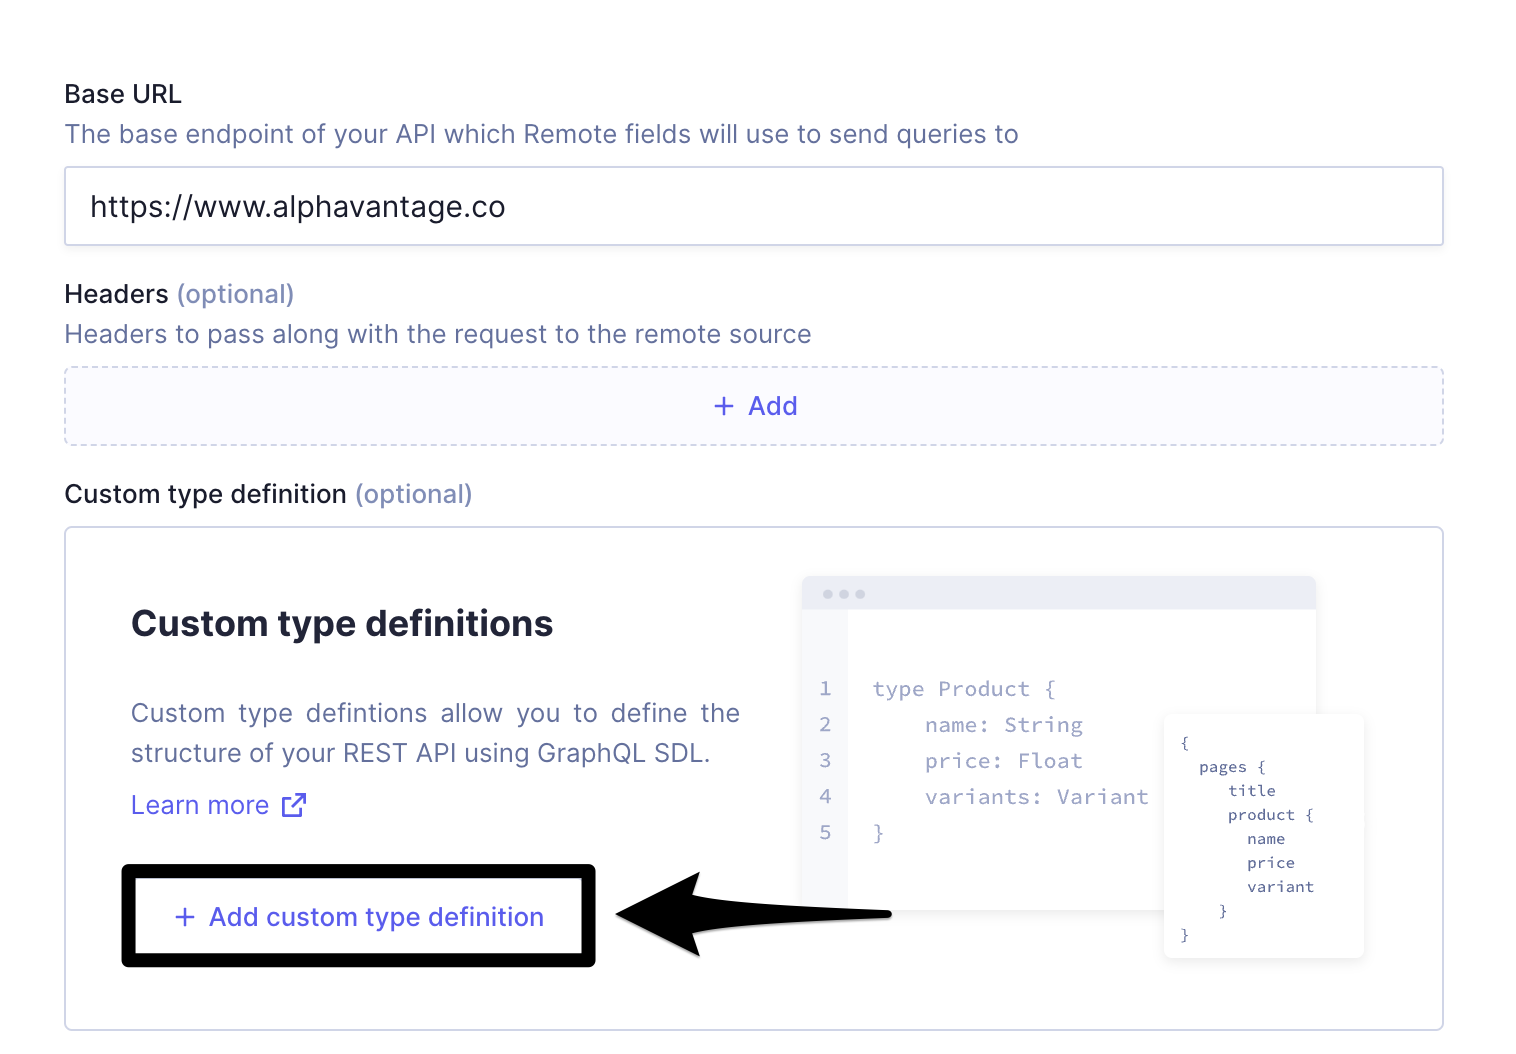 Base URL
The base endpoint of your API which Remote fields will use to send queries to
https://www.alphavantage.co
Headers (optional)
Headers to pass along with the request to the remote source
+ Add
Custom type definition (optional)
Custom type definitions
Custom type defintions allow you to define the
structure of your REST API using GraphQL SDL.
Learn more
+ Add custom type definition
1 type Product {
2 name: String
3 price: Float
4 variants: Variant
5 }
{
pages {
title
product {
name
price
variant
}
}